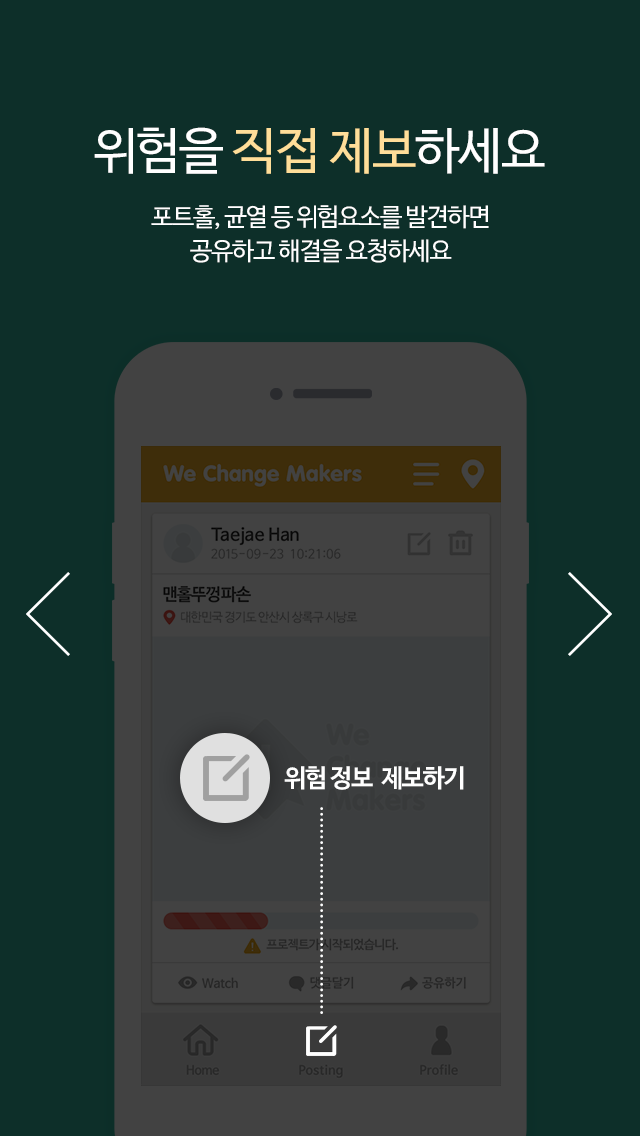 위험을 직접 제보하세요
포트홀, 균열 등 위험요소를 발견하면
공유하고 해결을 요청하세요
We Change Makers
Taejae Han
2015-09-23 10:21:06
맨홀뚜껑파손
대한민국 경기도 안산시 상록구 시낭로
We
Change
Makers
위험 정보 제보하기
프로젝트가 시작되었습니다.
Watch 댓글달기 공유하기
Home Posting Profile